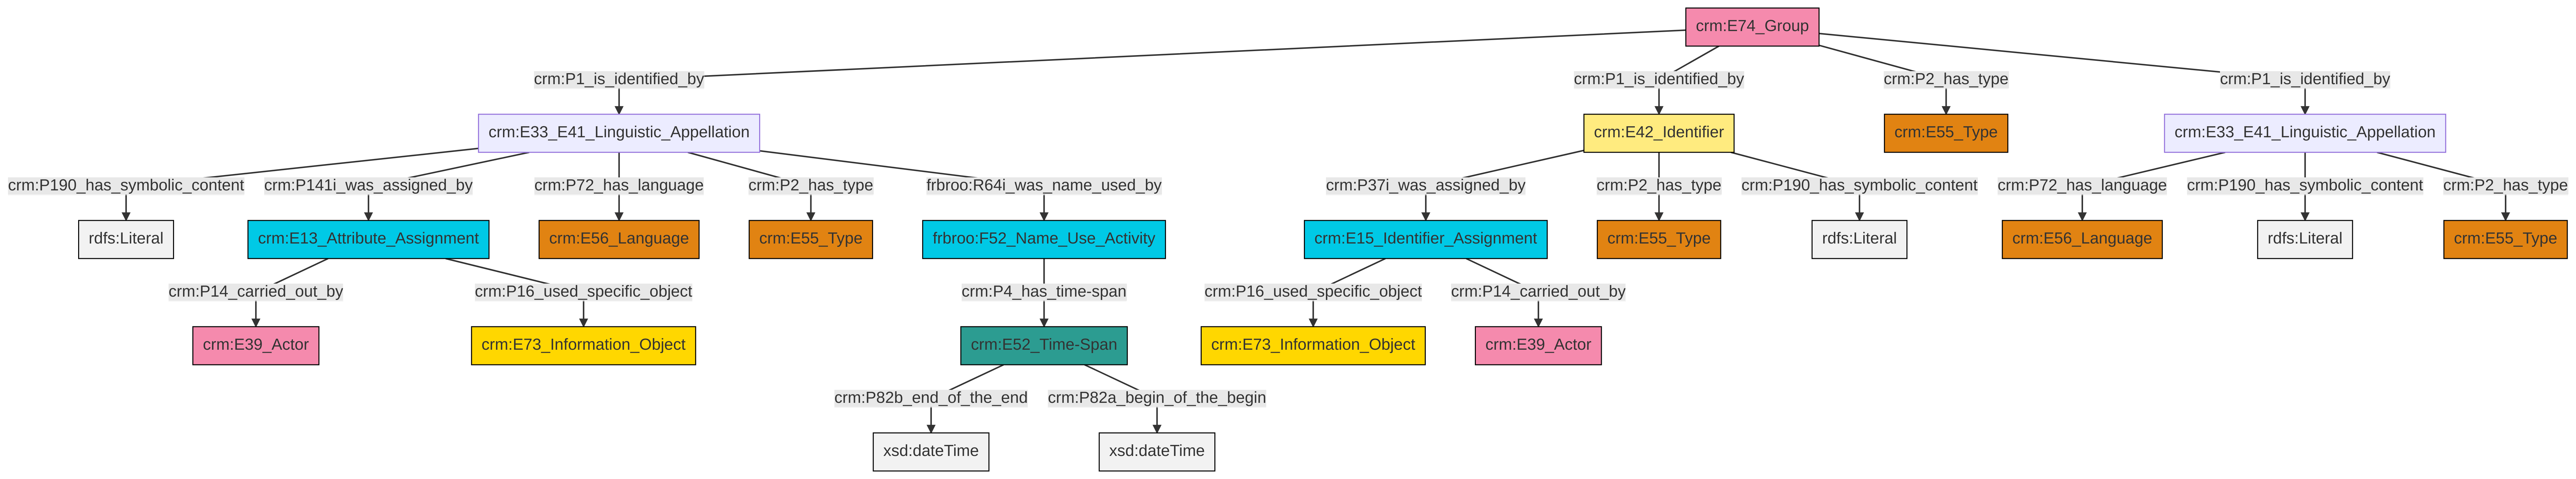 crm:E74_Group
crm:P1_is_identified_by
crm:P1_is_identified_by
crm:P2_has_type
crm:P1_is_identified_by
crm:E33_E41_Linguistic_Appellation
crm:E42_Identifier
crm:E55_Type
crm:E33_E41_Linguistic_Appellation
crm:P190_has_symbolic_content
crm:P141i_was_assigned_by
crm:P72_has_language
crm:P2_has_type
frbroo:R64i_was_name_used_by
crm:P37i_was_assigned_by
crm:P2_has_type
crm:P190_has_symbolic_content
crm:P72_has_language
crm:P190_has_symbolic_content
crm:P2_has_type
rdfs:Literal
crm:E13_Attribute_Assignment
crm:E56_Language
crm:E55_Type
frbroo:F52_Name_Use_Activity
crm:E15_Identifier_Assignment
crm:E55_Type
rdfs:Literal
crm:E56_Language
rdfs:Literal
crm:E55_Type
crm:P14_carried_out_by
crm:P16_used_specific_object
crm:P4_has_time-span
crm:P16_used_specific_object
crm:P14_carried_out_by
crm:E39_Actor
crm:E73_Information_Object
crm:E52_Time-Span
crm:E73_Information_Object
crm:E39_Actor
crm:P82b_end_of_the_end
crm:P82a_begin_of_the_begin
xsd:dateTime
xsd:dateTime